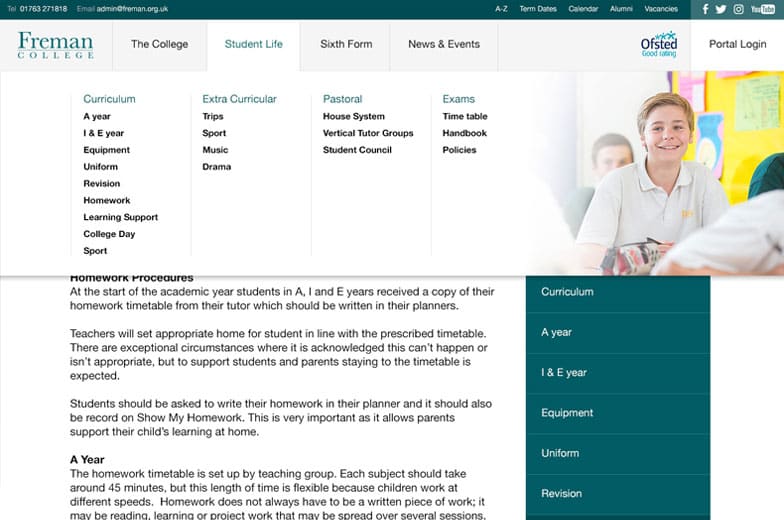 Tel 01763 271818 Email admin@freman.org.uk
A-Z Term Dates Calendar Alumni Vacancies YouTube
Freman
COLLEGE
The College Student Life Sixth Form News & Events
Ofsted
Good rating
Portal Login
Curriculum
A year
I & E year
Equipment
Uniform
Revision
Homework
Learning Support
College Day
Sport
Extra Curricular
Trips
Sport
Music
Drama
Pastoral
House System
Vertical Tutor Groups
Student Council
Exams
Time table
Handbook
Policies
Homework Procedures
At the start of the academic year students in A, I and E years received a copy of their
homework timetable from their tutor which should be written in their planners.
Teachers will set appropriate home for student in line with the prescribed timetable.
There are exceptional circumstances where it is acknowledged this can't happen or
isn't appropriate, but to support students and parents staying to the timetable is
expected.
Students should be asked to write their homework in their planner and it should also
be record on Show My Homework. This is very important as it allows parents
support their child's learning at home.
A Year
The homework timetable is set up by teaching group. Each subject should take
around 45 minutes, but this length of time is flexible because children work at
different speeds.  Homework does not always have to be a written piece of work; it
may be reading, learning or project work that may be spread over several sessions.
Curriculum
A year
I & E year
Equipment
Uniform
Revision